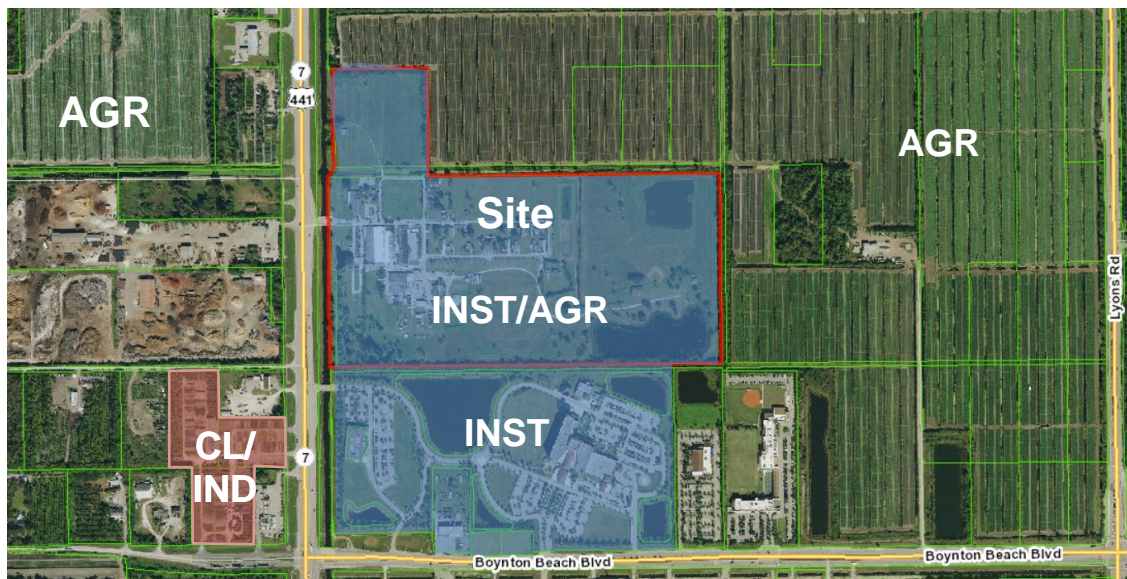 7
441
AGR
AGR
Site
INST/AGR
Lyons Rd
INST
CL/
IND
7
Boynton Beach Blvd
Boynton Beach Blvd